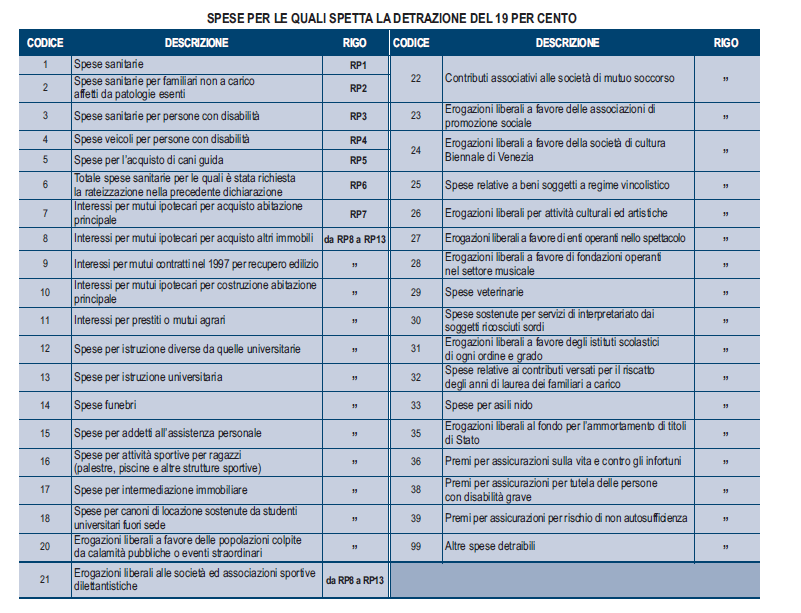 SPESE PER LE QUALI SPETTA LA DETRAZIONE DEL 19 PER CENTO
CODICE DESCRIZIONE RIGO
1 Spese sanitarie RP1
2 Spese sanitarie per familiari non a carico
affetti da patologie esenti RP2
3 Spese sanitarie per persone con disabilità RP3
4 Spese veicoli per persone con disabilità RP4
5 Spese per l'acquisto di cani guida RP5
6 Totale spese sanitarie per le quali è stata richiesta
la rateizzazione nella precedente dichiarazione RP6
7 Interessi per mutui ipotecari per acquisto abitazione
principale RP7
8 Interessi per mutui ipotecari per acquisto altri immobili da RP8 a RP13
9 Interessi per mutui contratti nel 1997 per recupero edilizio ”
10 Interessi per mutui ipotecari per costruzione abitazione
principale ”
11 Interessi per prestiti o mutui agrari ”
12 Spese per istruzione diverse da quelle universitarie ”
13 Spese per istruzione universitaria ”
14 Spese funebri ”
15 Spese per addetti all'assistenza personale ”
16 Spese per attività sportive per ragazzi
(palestre, piscine e altre strutture sportive) ”
17 Spese per intermediazione immobiliare ”
18 Spese per canoni di locazione sostenute da studenti
universitari fuori sede ”
20 Erogazioni liberali a favore delle popolazioni colpite
da calamità pubbliche o eventi straordinari ”
21 Erogazioni liberali alle società ed associazioni sportive
dilettantistiche da RP8 a RP13
CODICE DESCRIZIONE RIGO
22 Contributi associativi alle società di mutuo soccorso ”
23 Erogazioni liberali a favore delle associazioni di
promozione sociale ”
24 Erogazioni liberali a favore della società di cultura
Biennale di Venezia ”
25 Spese relative a beni soggetti a regime vincolistico ”
26 Erogazioni liberali per attività culturali ed artistiche ”
27 Erogazioni liberali a favore di enti operanti nello spettacolo ”
28 Erogazioni liberali a favore di fondazioni operanti
nel settore musicale ”
29 Spese veterinarie ”
30 Spese sostenute per servizi di interpretariato dai
soggetti riconosciuti sordi ”
31 Erogazioni liberali a favore degli istituti scolastici
di ogni ordine e grado ”
32 Spese relative ai contributi versati per il riscatto
degli anni di laurea dei familiari a carico ”
33 Spese per asili nido ”
35 Erogazioni liberali al fondo per l'ammortamento di titoli
di Stato ”
36 Premi per assicurazioni sulla vita e contro gli infortuni ”
38 Premi per assicurazioni per tutela delle persone
con disabilità grave ”
39 Premi per assicurazioni per rischio di non autosufficienza ”
99 Altre spese detraibili ”